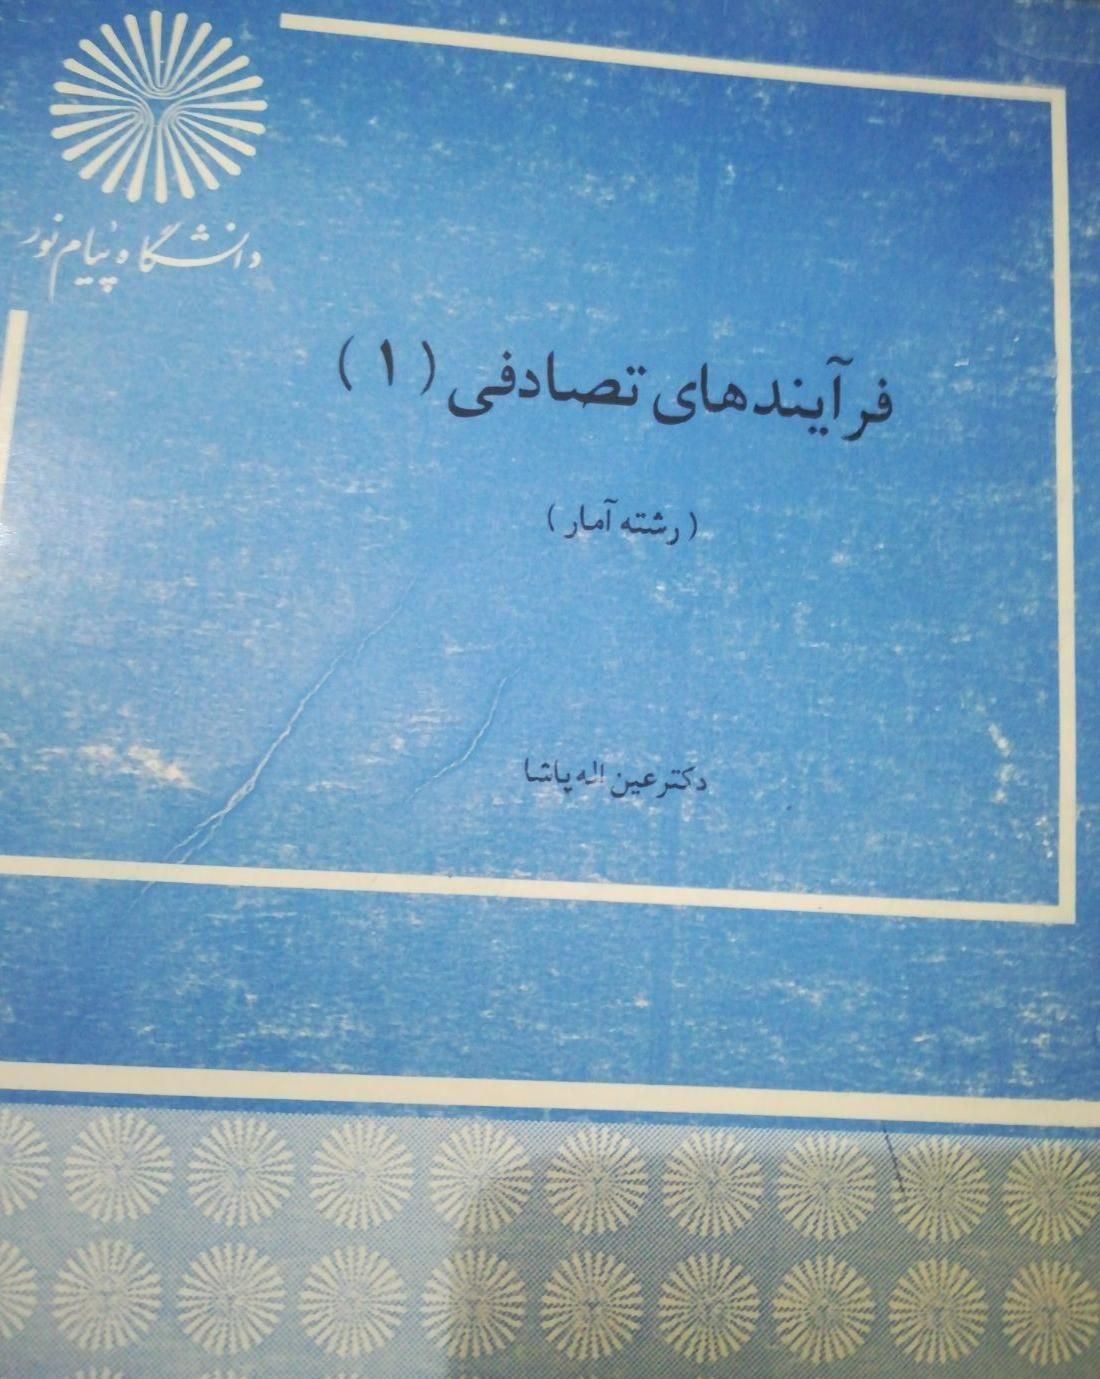 دانشگاه پیام نور
فرآیندهای تصادفی (۱)
(رشته آمار)
دکتر عین اله پاشا